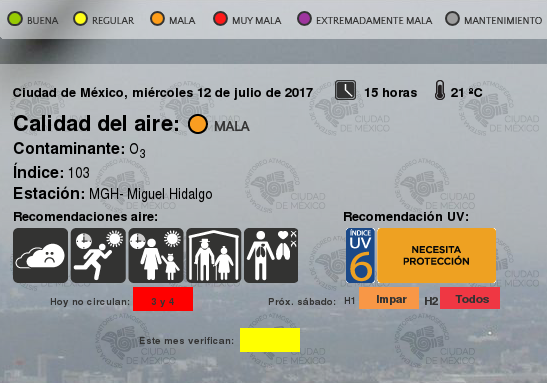 BUENA REGULAR MALA MUY MALA EXTREMADAMENTE MALA MANTENIMIENTO
Ciudad de México, miércoles 12 de julio de 2017 15 horas 21 ºC
Calidad del aire: MALA
Contaminante: O3
Índice: 103
Estación: MGH- Miguel Hidalgo
Recomendaciones aire: Recomendación UV:
ÍNDICE
UV
6
NECESITA
PROTECCIÓN
Hoy no circulan: 3 y 4 Próx. sábado: H1 Impar H2 Todos
Este mes verifican:
CIUDAD
DE MÉXICO